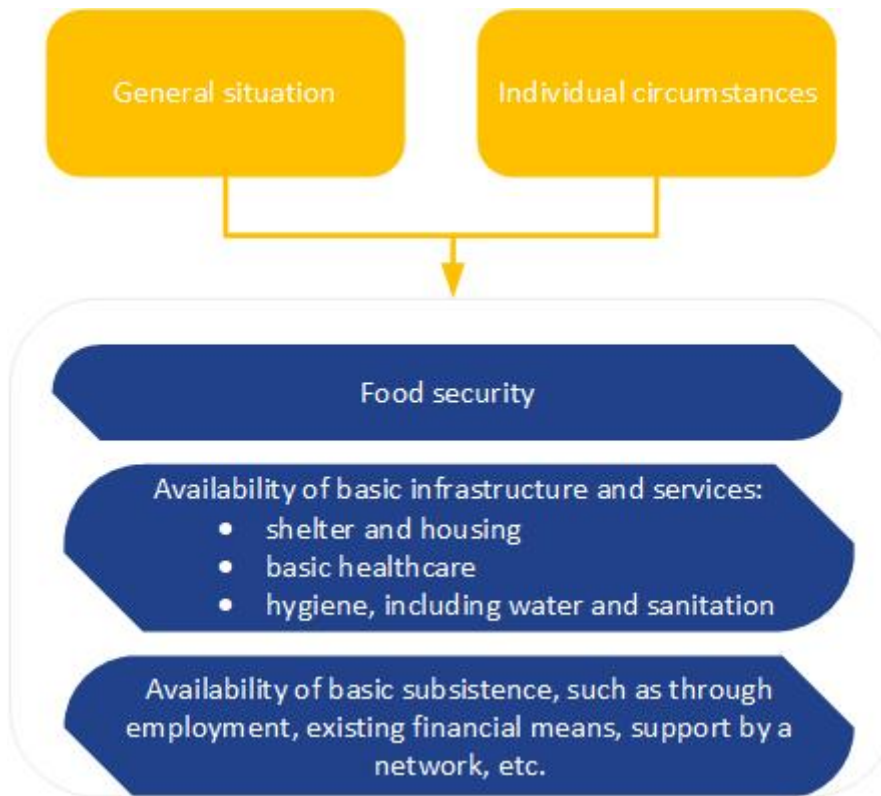 General situation
Individual circumstances
Food security
Availability of basic infrastructure and services:
• shelter and housing
• basic healthcare
• hygiene, including water and sanitation
Availability of basic subsistence, such as through
employment, existing financial means, support by a
network, etc.